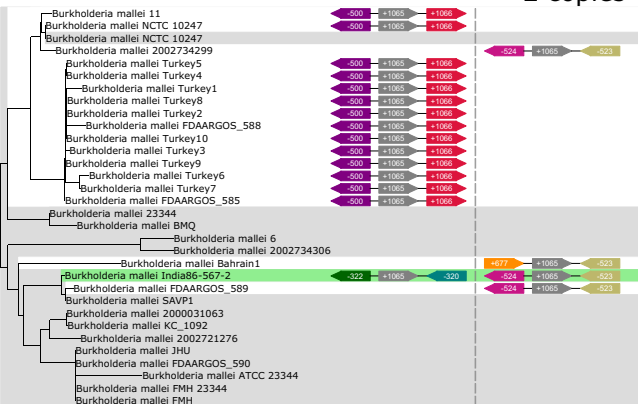 Burkholderia mallei 11 -500 +1065 +1066
Burkholderia mallei NCTC 10247 -500 +1065 +1066
Burkholderia mallei NCTC 10247
Burkholderia mallei 2002734299 -524 +1065 -523
Burkholderia mallei Turkey5 -500 +1065 +1066
Burkholderia mallei Turkey4 -500 +1065 +1066
Burkholderia mallei Turkey1 -500 +1065 +1066
Burkholderia mallei Turkey8 -500 +1065 +1066
Burkholderia mallei Turkey2 -500 +1065 +1066
Burkholderia mallei FDAARGOS_588 -500 +1065 +1066
Burkholderia mallei Turkey10 -500 +1065 +1066
Burkholderia mallei Turkey3 -500 +1065 +1066
Burkholderia mallei Turkey9 -500 +1065 +1066
Burkholderia mallei Turkey6 -500 +1065 +1066
Burkholderia mallei Turkey7 -500 +1065 +1066
Burkholderia mallei FDAARGOS_585 -500 +1065 +1066
Burkholderia mallei 23344
Burkholderia mallei BMQ
Burkholderia mallei 6
Burkholderia mallei 2002734306
Burkholderia mallei Bahrain1 +677 +1065 -523
Burkholderia mallei India86-567-2 -322 +1065 -320 -524 +1065 -523
Burkholderia mallei FDAARGOS_589 -524 +1065 -523
Burkholderia mallei SAVP1
Burkholderia mallei 2000031063
Burkholderia mallei KC_1092
Burkholderia mallei 2002721276
Burkholderia mallei JHU
Burkholderia mallei FDAARGOS_590
Burkholderia mallei ATCC 23344
Burkholderia mallei FMH 23344
Burkholderia mallei FMH